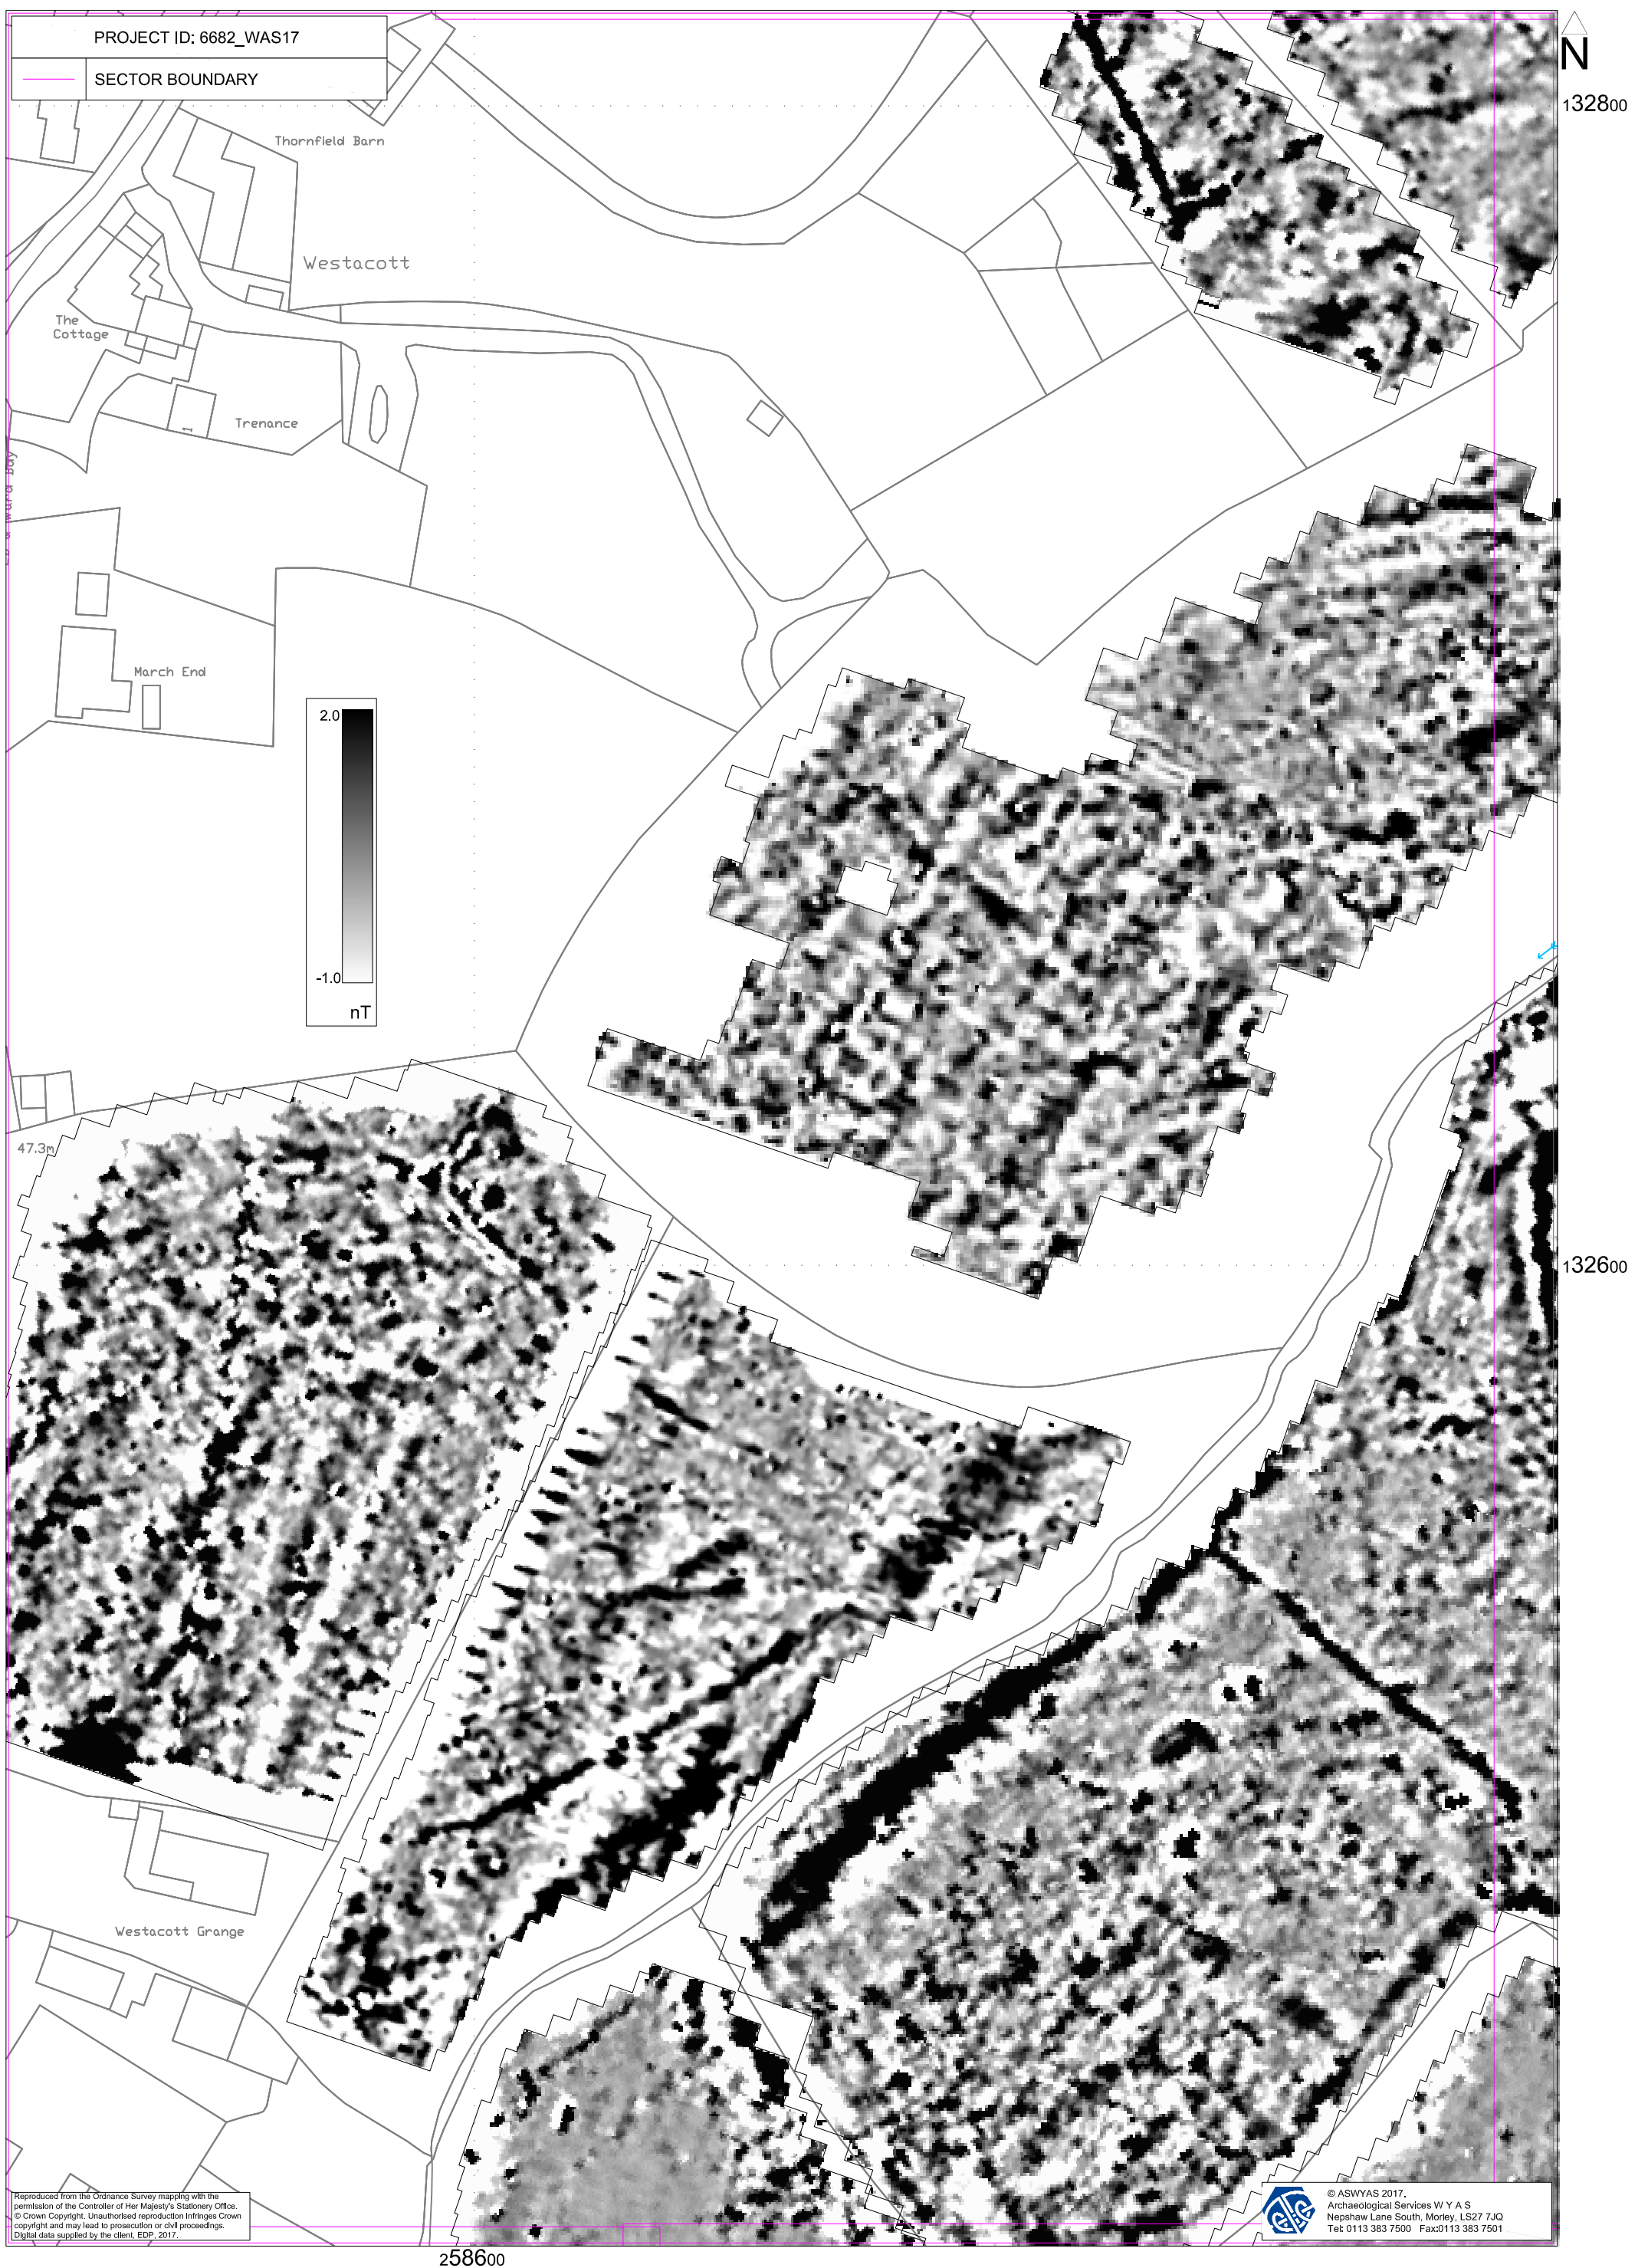 PROJECT ID: 6682_WAS17
SECTOR BOUNDARY
N
132800
Thornfield Barn
Westacott
The
Cottage
Trenance
1
March End
2.0
-1.0
nT
47.3m
132600
Westacott Grange
Reproduced from the Ordnance Survey mapping with the
permission of the Controller of Her Majesty's Stationery Office.
© Crown Copyright. Unauthorised reproduction infringes Crown
copyright and may lead to prosecution or civil proceedings.
Digital data supplied by the client, EDP, 2017.
© ASWYAS 2017.
Archaeological Services W Y A S
Nepshaw Lane South, Morley, LS27 7JQ
Tel: 0113 383 7500 Fax:0113 383 7501
258600